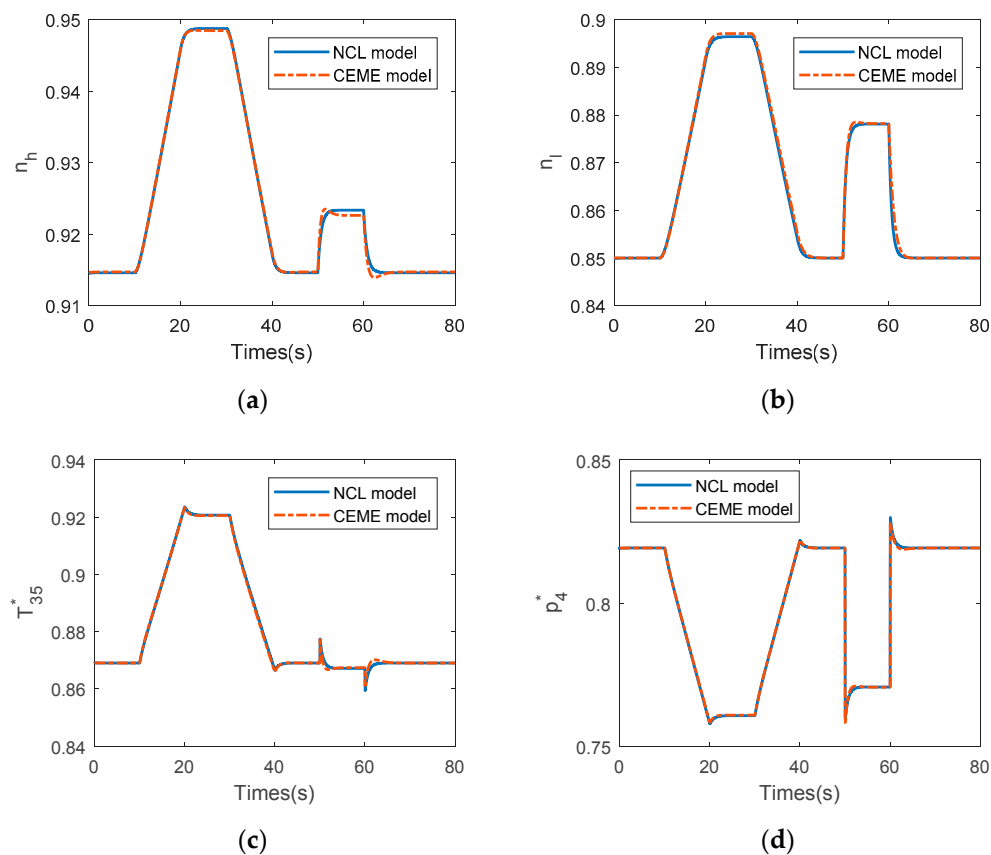 0.95
0.94
0.93
0.92
0.91
n_h
NCL model
CEME model
0 20 40 60 80
Times(s)
(a)
0.9
0.89
0.88
0.87
0.86
0.85
0.84
n_l
NCL model
CEME model
0 20 40 60 80
Times(s)
(b)
0.94
0.92
0.9
0.88
0.86
0.84
T*_35
NCL model
CEME model
0 20 40 60 80
Times(s)
(c)
0.85
0.8
0.75
p*_4
NCL model
CEME model
0 20 40 60 80
Times(s)
(d)